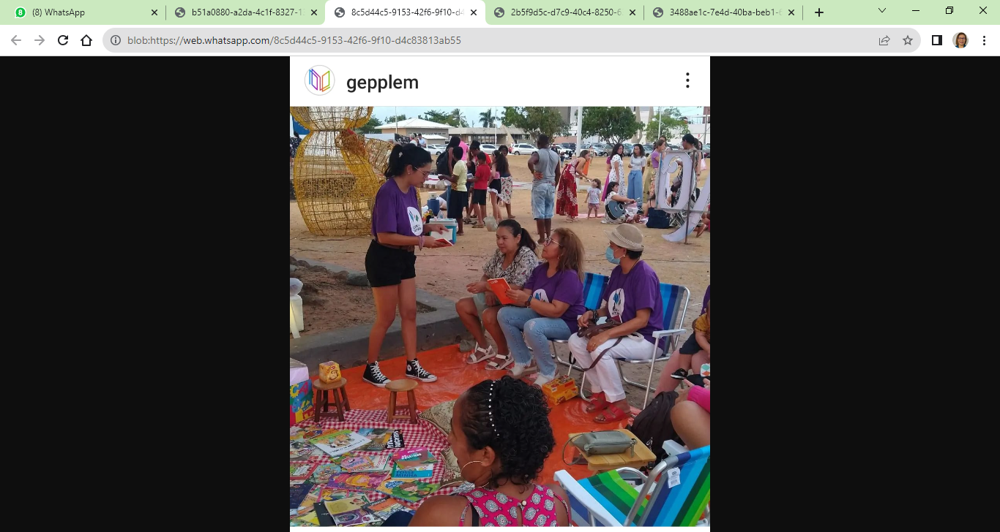 (8) WhatsApp
b51a0880-a2da-4c1f-8327-1
8c5d44c5-9153-42f6-9f10-d4
2b5f9d5c-d7c9-40c4-8250-6
3488ae1c-7e4d-40ba-beb1-6
blob:https://web.whatsapp.com/8c5d44c5-9153-42f6-9f10-d4c83813ab55
gepplem